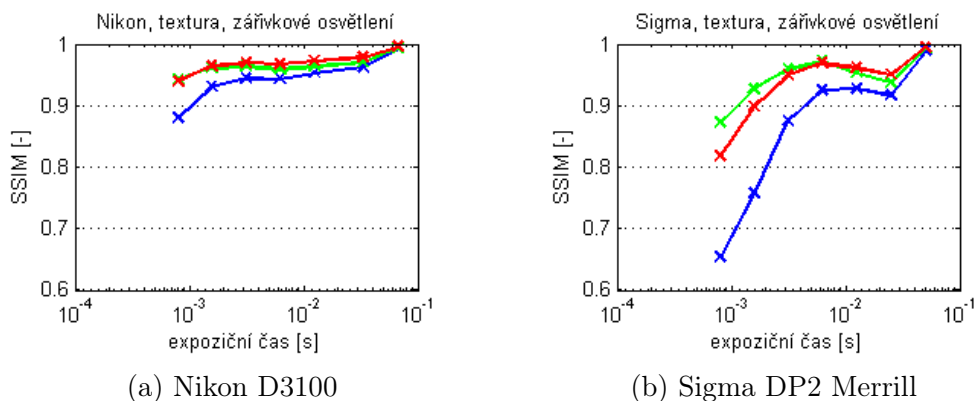 Nikon, textura, zářivkové osvětlení
1
0.9
0.8
0.7
0.6
SSIM [-]
10^-4
10^-3
10^-2
10^-1
expoziční čas [s]
(a) Nikon D3100
Sigma, textura, zářivkové osvětlení
1
0.9
0.8
0.7
0.6
SSIM [-]
10^-4
10^-3
10^-2
10^-1
expoziční čas [s]
(b) Sigma DP2 Merrill